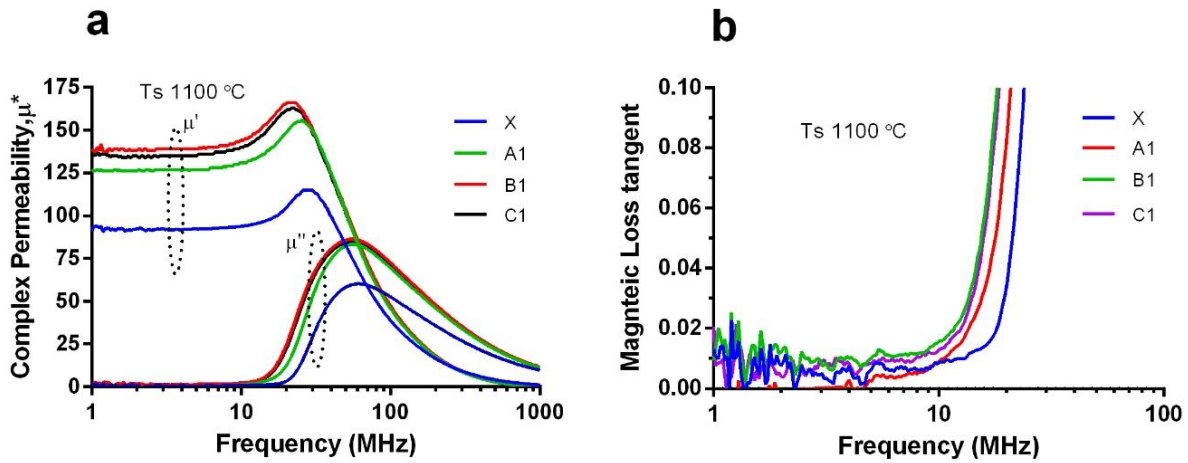 a
Ts 1100 °C
μ'
μ"
X
A1
B1
C1
Complex Permeability,μ*
175
150
125
100
75
50
25
0
1
10
100
1000
Frequency (MHz)
b
Ts 1100 °C
X
A1
B1
C1
Magnteic Loss tangent
0.10
0.08
0.06
0.04
0.02
0.00
1
10
100
Frequency (MHz)